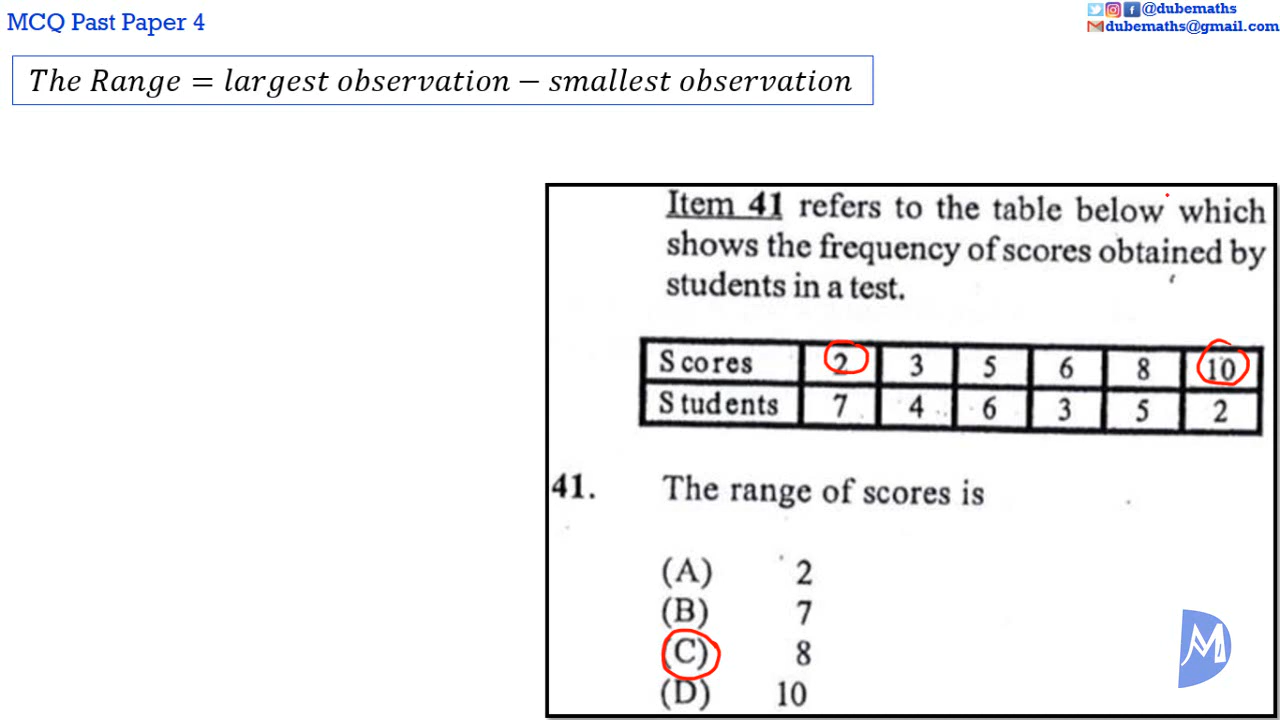 MCQ Past Paper 4
@dubemaths
dubemaths@gmail.com
The Range = largest observation − smallest observation
Item 41 refers to the table below which
shows the frequency of scores obtained by
students in a test.
Scores 2 3 5 6 8 10
Students 7 4 6 3 5 2
41. The range of scores is
(A) 2
(B) 7
(C) 8
(D) 10
M